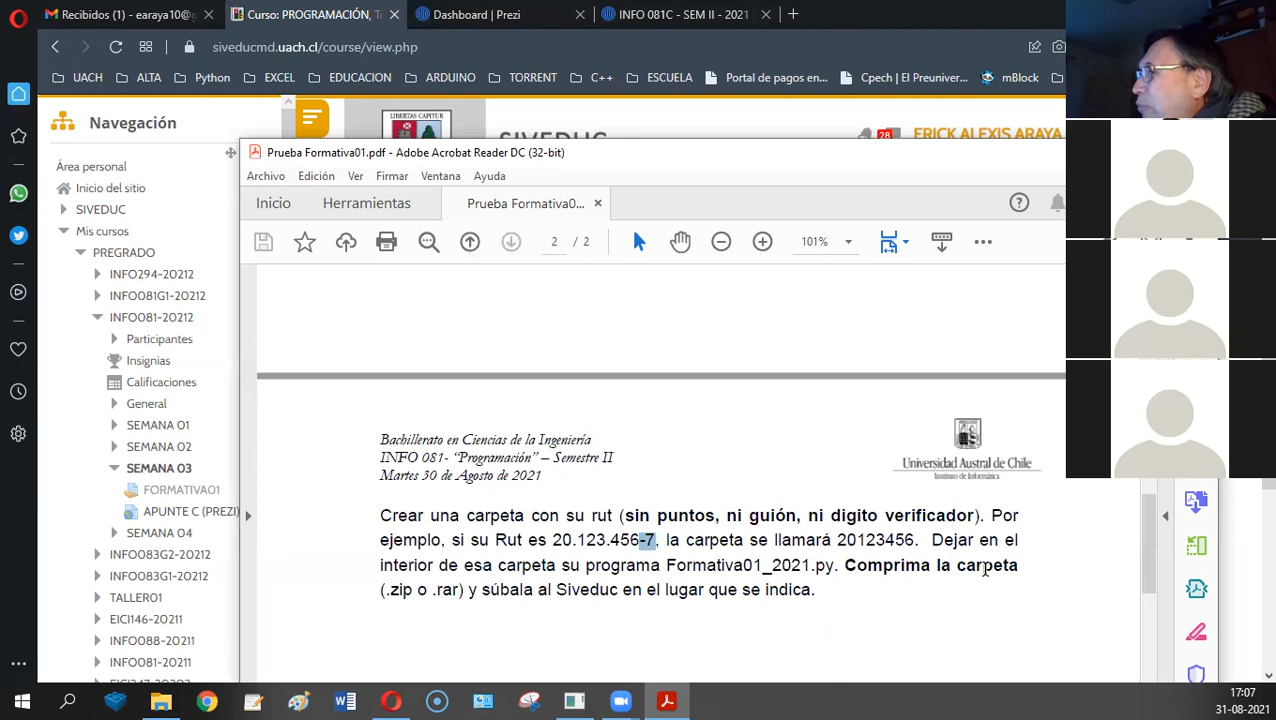 Recibidos (1) - earaya10@g
Curso: PROGRAMACIÓN, T
Dashboard | Prezi
INFO 081C - SEM II - 2021
siveducmd.uach.cl/course/view.php
UACH
ALTA
Python
EXCEL
EDUCACION
ARDUINO
TORRENT
C++
ESCUELA
Portal de pagos en...
Cpech | El Preuniver...
mBlock
Navegación
LIBERTAS CAPITUR
SIVEDUC
28
ERICK ALEXIS ARAYA
Área personal
Inicio del sitio
SIVEDUC
Mis cursos
PREGRADO
INFO294-20212
INFO081G1-20212
INFO081-20212
Participantes
Insignias
Calificaciones
General
SEMANA 01
SEMANA 02
SEMANA 03
FORMATIVA01
APUNTE C (PREZI)
SEMANA 04
INFO083G2-20211
TALLER01
EICI146-20211
INFO088-20211
INFO081-20211
Prueba Formativa01.pdf - Adobe Acrobat Reader DC (32-bit)
Archivo Edición Ver Firmar Ventana Ayuda
Inicio
Herramientas
Prueba Formativa0...
2 / 2
101%
Bachillerato en Ciencias de la Ingeniería
INFO 081- “Programación” – Semestre II
Martes 30 de Agosto de 2021
Universidad Austral de Chile
Instituto de Informática
Crear una carpeta con su rut (sin puntos, ni guión, ni digito verificador). Por
ejemplo, si su Rut es 20.123.456-7, la carpeta se llamará 20123456. Dejar en el
interior de esa carpeta su programa Formativa01_2021.py. Comprima la carpeta
(.zip o .rar) y súbala al Siveduc en el lugar que se indica.
17:07
31-08-2021